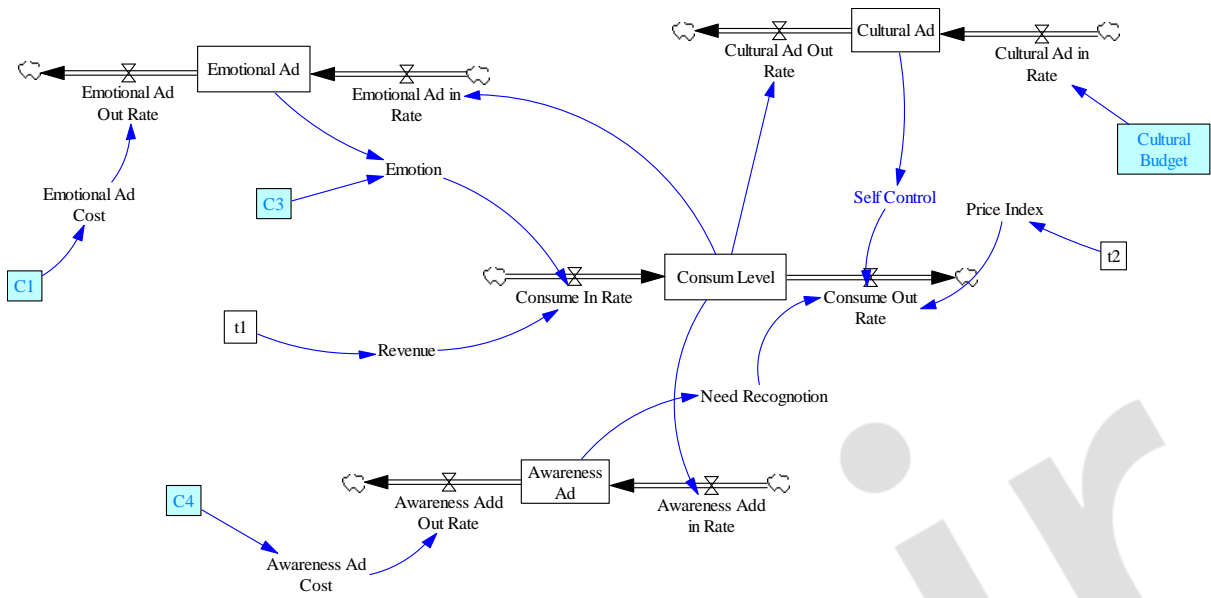 Cultural Ad
Cultural Ad Out
Rate
Cultural Ad in
Rate
Emotional Ad
Emotional Ad
Out Rate
Emotional Ad in
Rate
Cultural
Budget
Emotion
Emotional Ad
Cost
C3
Self Control
Price Index
t2
C1
Consum Level
Consume In Rate
Consume Out
Rate
t1
Revenue
Need Recognotion
Awareness
Ad
Awareness Add
Out Rate
Awareness Add
in Rate
C4
Awareness Ad
Cost
ir